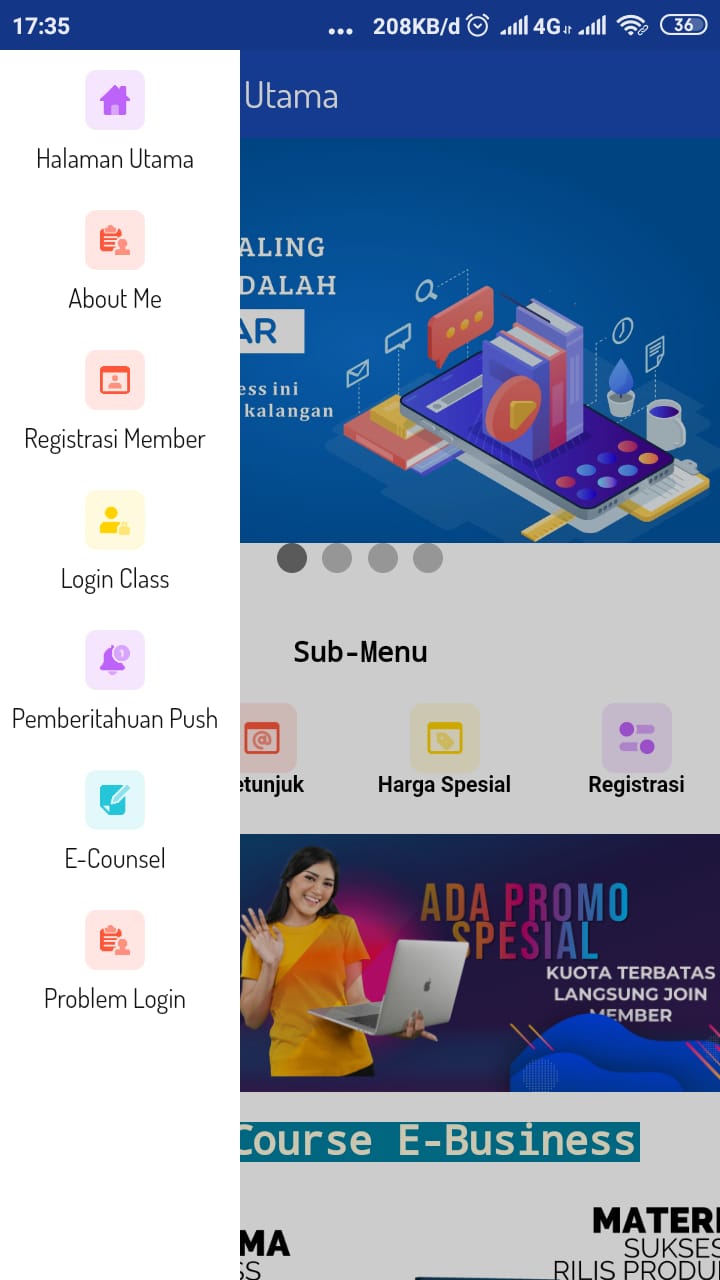 17:35
... 208KB/d 4G 36
Utama
Halaman Utama
About Me
Registrasi Member
Login Class
1
Pemberitahuan Push
E-Counsel
Problem Login
ALING
DALAH
AR
ess ini
kalangan
Sub-Menu
@
etunjuk
Harga Spesial
Registrasi
ADA PROMO
SPESIAL
KUOTA TERBATAS
LANGSUNG JOIN
MEMBER
Course E-Business
MA
SS
MATERI
SUKSES
RILIS PRODU